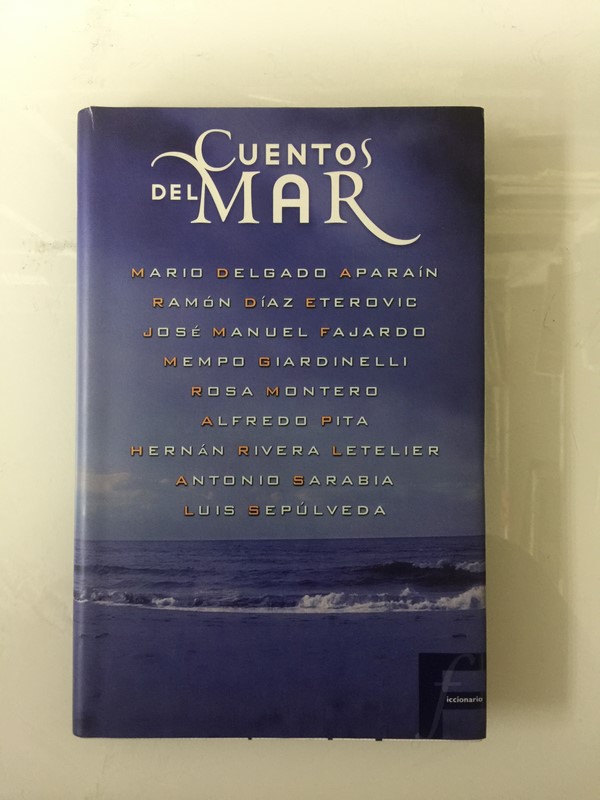 CUENTOS
DEL MAR
MARIO DELGADO APARAÍN
RAMÓN DÍAZ ETEROVIC
JOSÉ MANUEL FAJARDO
MEMPO GIARDINELLI
ROSA MONTERO
ALFREDO PITA
HERNÁN RIVERA LETELIER
ANTONIO SARABIA
LUIS SEPÚLVEDA
f
iccionario